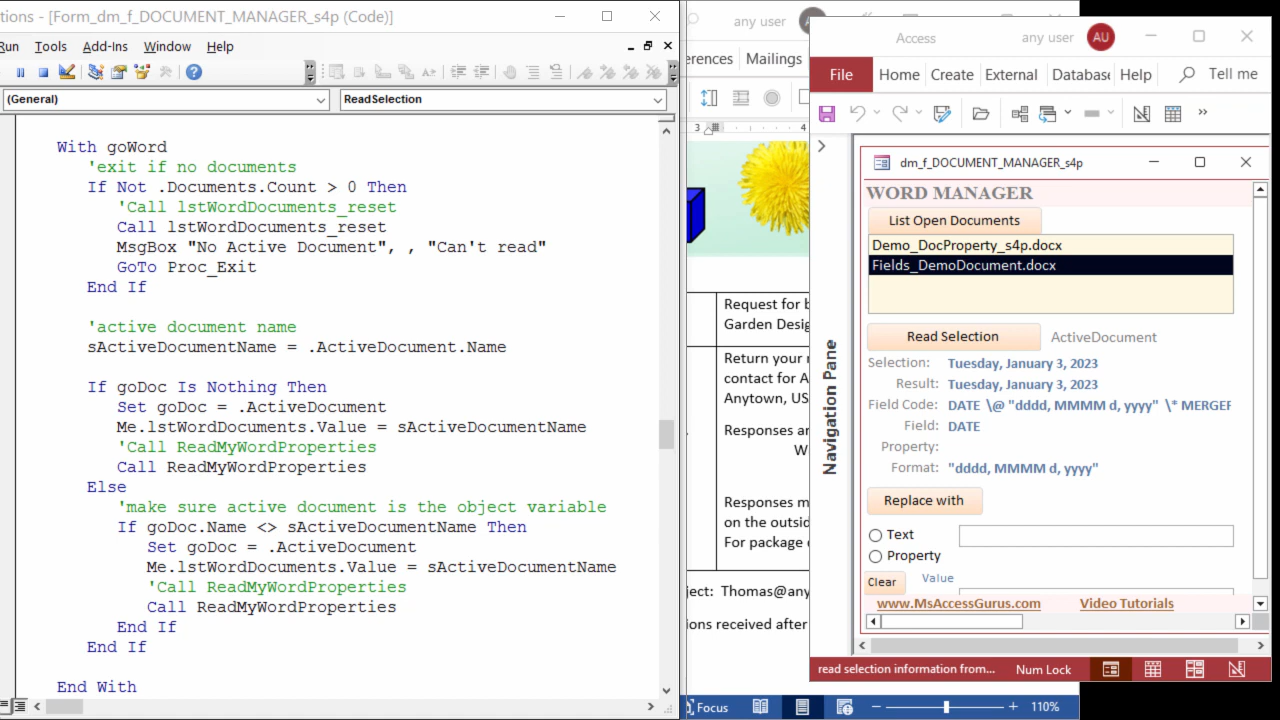 tions - [Form_dm_f_DOCUMENT_MANAGER_s4p (Code)]
Run Tools Add-Ins Window Help
(General)
ReadSelection
With goWord
'exit if no documents
If Not .Documents.Count > 0 Then
'Call lstWordDocuments_reset
Call lstWordDocuments_reset
MsgBox "No Active Document", , "Can't read"
GoTo Proc_Exit
End If
'active document name
sActiveDocumentName = .ActiveDocument.Name
If goDoc Is Nothing Then
Set goDoc = .ActiveDocument
Me.lstWordDocuments.Value = sActiveDocumentName
'Call ReadMyWordProperties
Call ReadMyWordProperties
Else
'make sure active document is the object variable
If goDoc.Name <> sActiveDocumentName Then
Set goDoc = .ActiveDocument
Me.lstWordDocuments.Value = sActiveDocumentName
'Call ReadMyWordProperties
Call ReadMyWordProperties
End If
End If
End With
any user
erences Mailings
3 4
Request for b
Garden Desig
Return your r
contact for A
Anytown, US
Responses an
W
Responses m
on the outsid
For package
ject: Thomas@any
ions received after
Focus
110%
Access
any user AU
File Home Create External Databas Help Tell me
Navigation Pane
dm_f_DOCUMENT_MANAGER_s4p
WORD MANAGER
List Open Documents
Demo_DocProperty_s4p.docx
Fields_DemoDocument.docx
Read Selection ActiveDocument
Selection: Tuesday, January 3, 2023
Result: Tuesday, January 3, 2023
Field Code: DATE \@ "dddd, MMMM d, yyyy" \* MERGEF
Field: DATE
Property:
Format: "dddd, MMMM d, yyyy"
Replace with
Text
Property
Clear Value
www.MsAccessGurus.com Video Tutorials
read selection information from... Num Lock